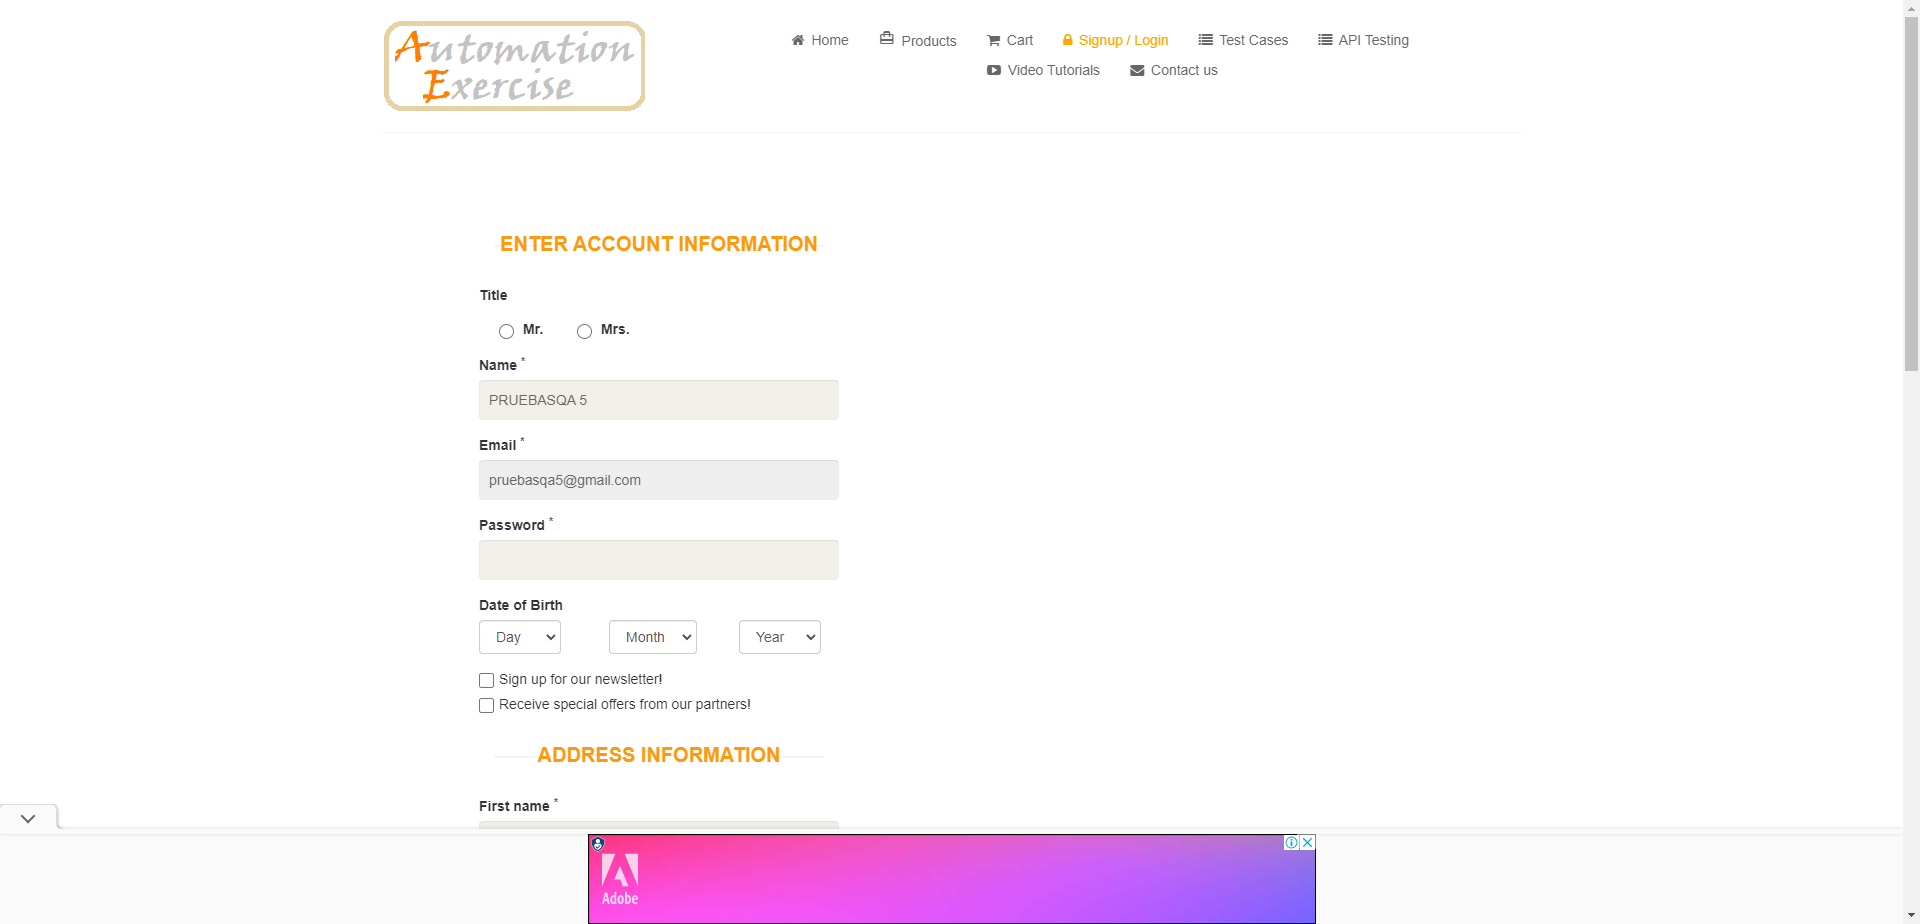 Automation
Exercise
Home
Products
Cart
Signup / Login
Test Cases
API Testing
Video Tutorials
Contact us
ENTER ACCOUNT INFORMATION
Title
Mr. Mrs.
Name *
PRUEBASQA 5
Email *
pruebasqa5@gmail.com
Password *
Date of Birth
Day Month Year
Sign up for our newsletter!
Receive special offers from our partners!
ADDRESS INFORMATION
First name *
Adobe